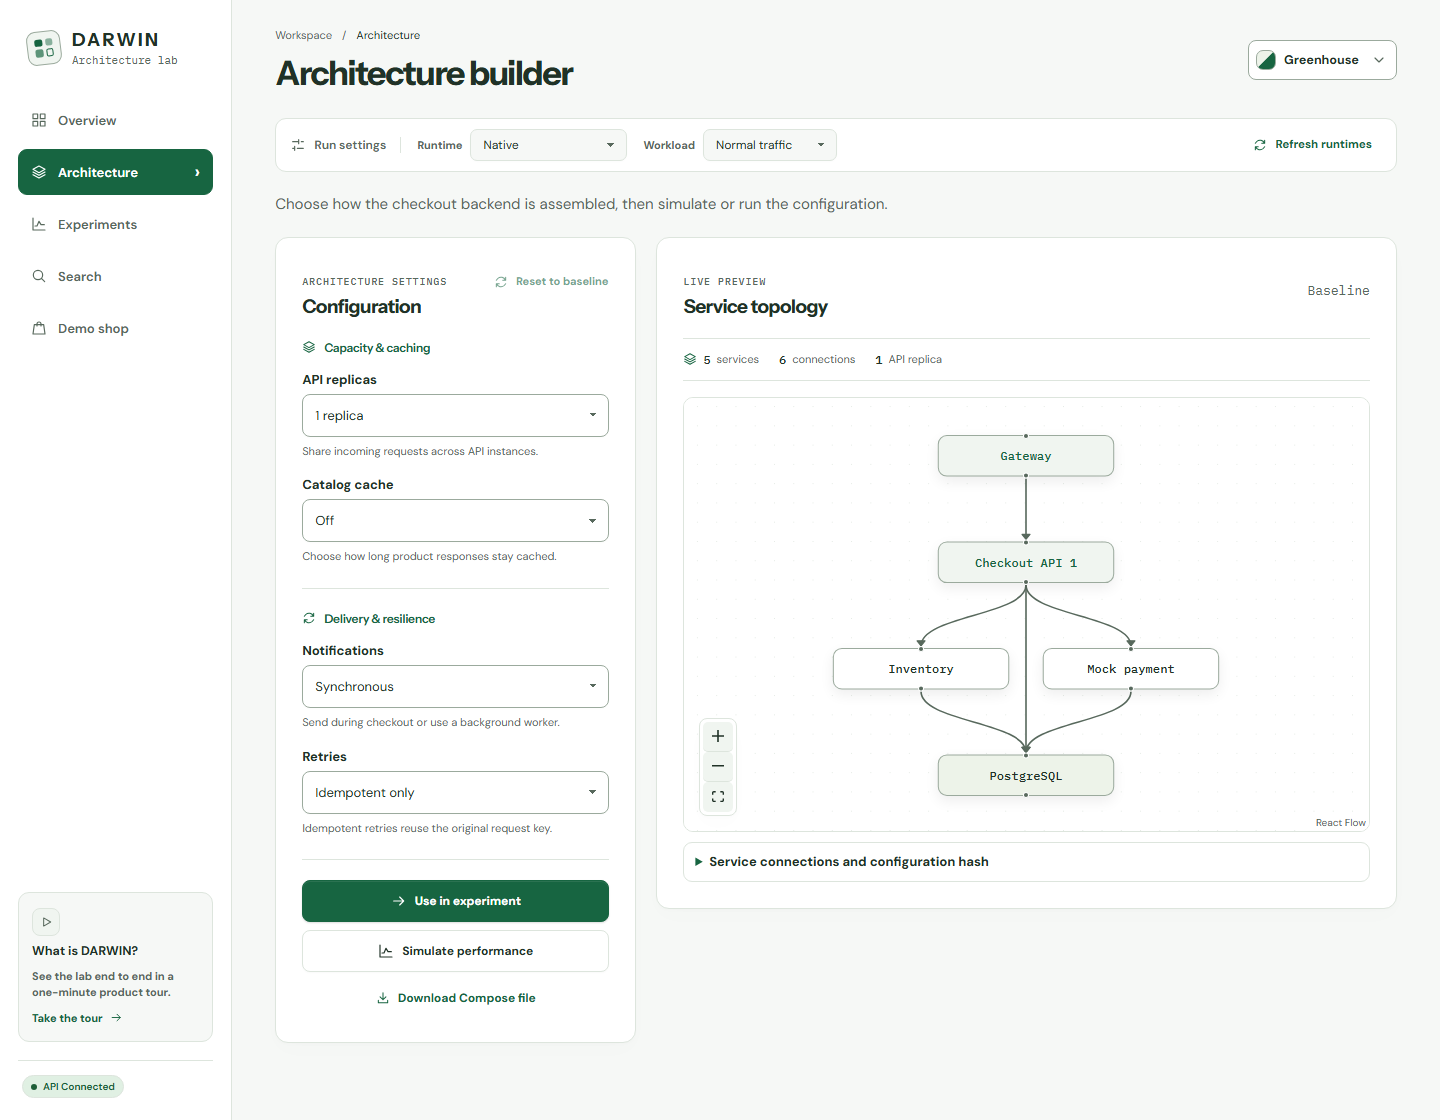 DARWIN
Architecture lab
Overview
Architecture
Experiments
Search
Demo shop
What is DARWIN?
See the lab end to end in a
one-minute product tour.
Take the tour
API Connected
Workspace / Architecture
Architecture builder
Greenhouse
Run settings
Runtime
Native
Workload
Normal traffic
Refresh runtimes
Choose how the checkout backend is assembled, then simulate or run the configuration.
ARCHITECTURE SETTINGS
Reset to baseline
Configuration
Capacity & caching
API replicas
1 replica
Share incoming requests across API instances.
Catalog cache
Off
Choose how long product responses stay cached.
Delivery & resilience
Notifications
Synchronous
Send during checkout or use a background worker.
Retries
Idempotent only
Idempotent retries reuse the original request key.
Use in experiment
Simulate performance
Download Compose file
LIVE PREVIEW
Service topology
Baseline
5 services 6 connections 1 API replica
Gateway
Checkout API 1
Inventory
Mock payment
PostgreSQL
React Flow
Service connections and configuration hash